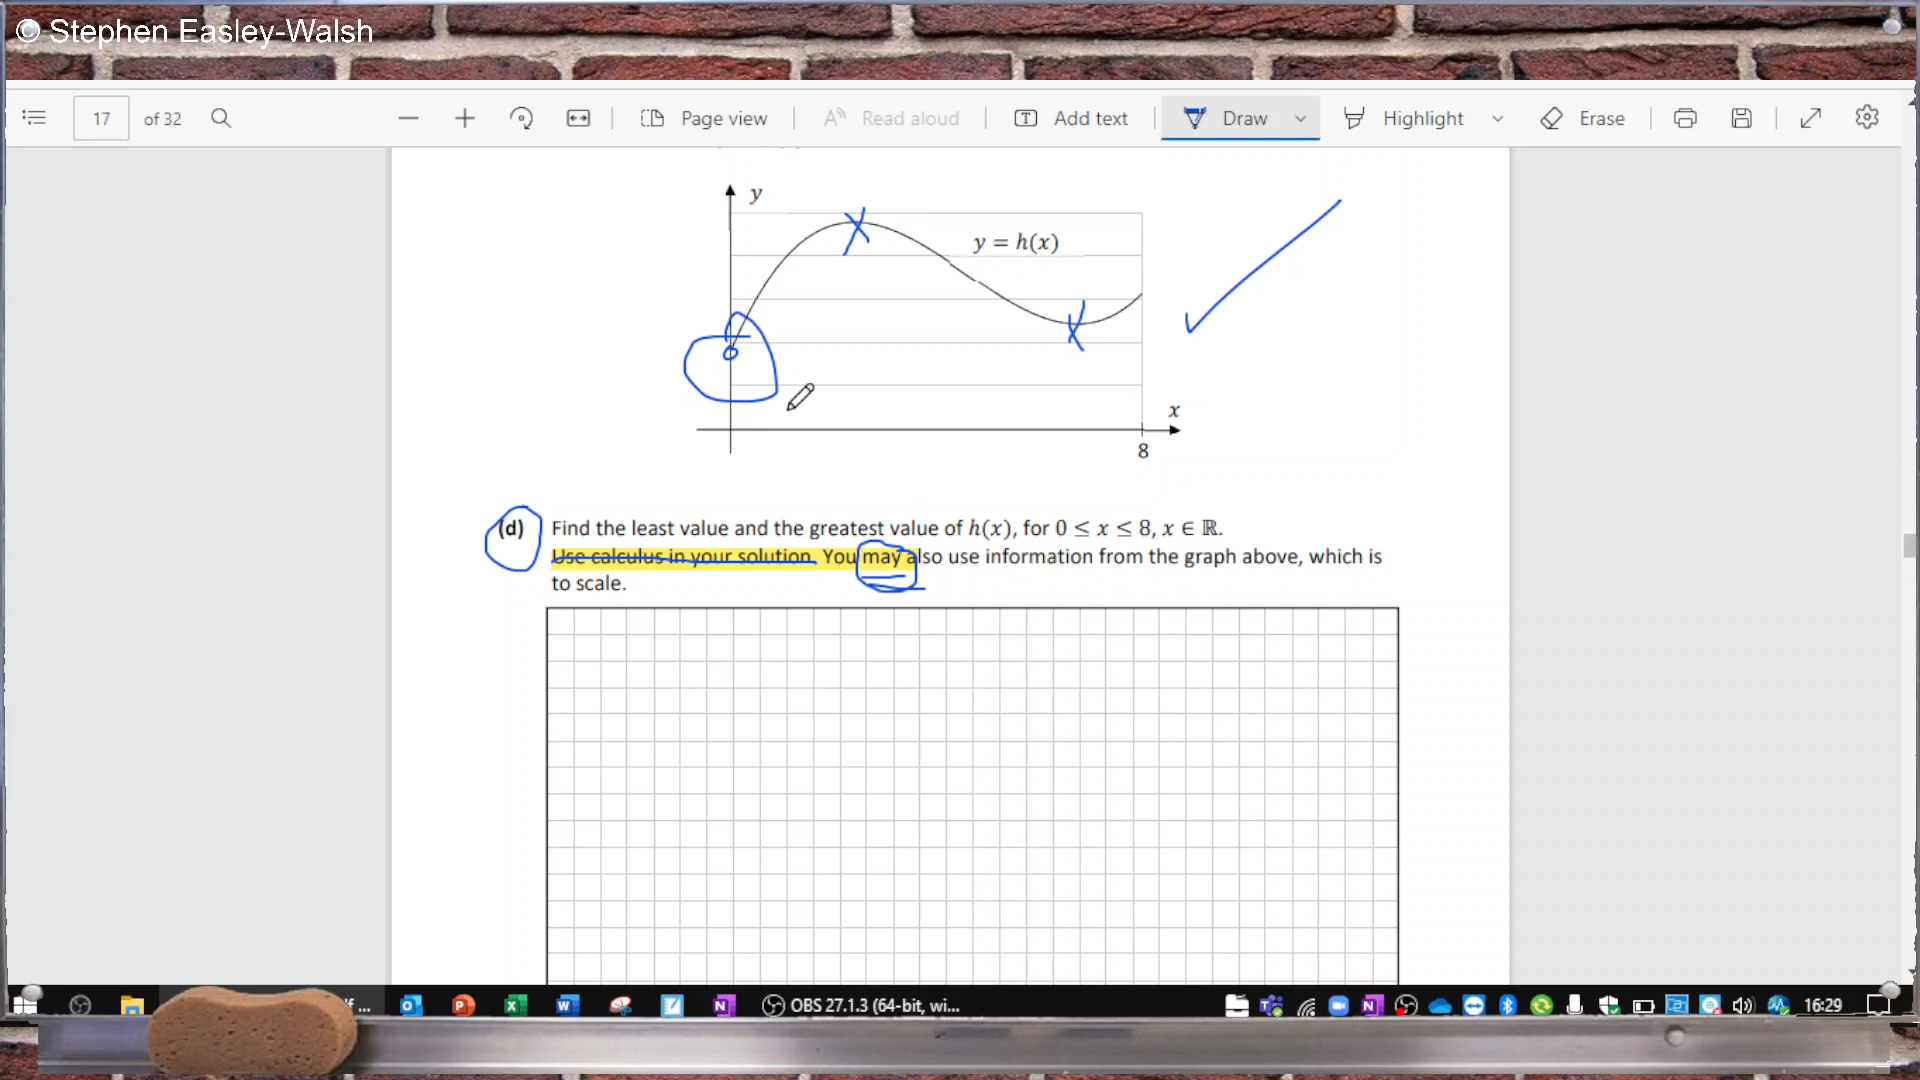 © Stephen Easley-Walsh
17 of 32 Page view Read aloud Add text Draw Highlight Erase
y
y = h(x)
x
8
(d) Find the least value and the greatest value of h(x), for 0 ≤ x ≤ 8, x ∈ ℝ.
Use calculus in your solution. You may also use information from the graph above, which is
to scale.
OBS 27.1.3 (64-bit, wi...
16:29